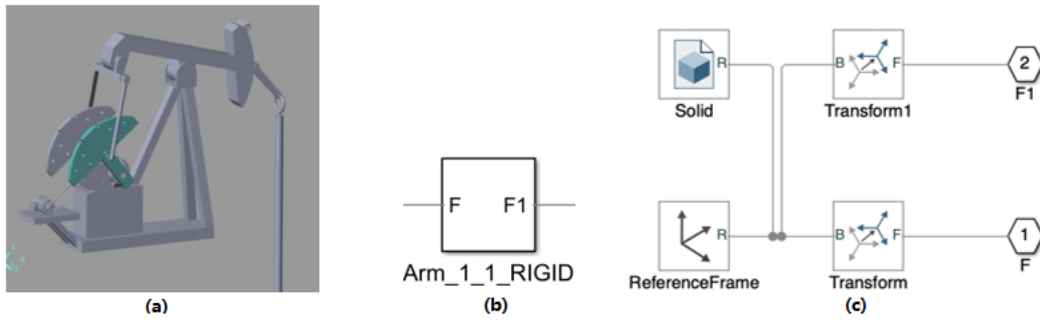 F F1
Arm_1_1_RIGID
R
Solid
B F
Transform1
2
F1
R
ReferenceFrame
B F
Transform
1
F
(a)
(b)
(c)